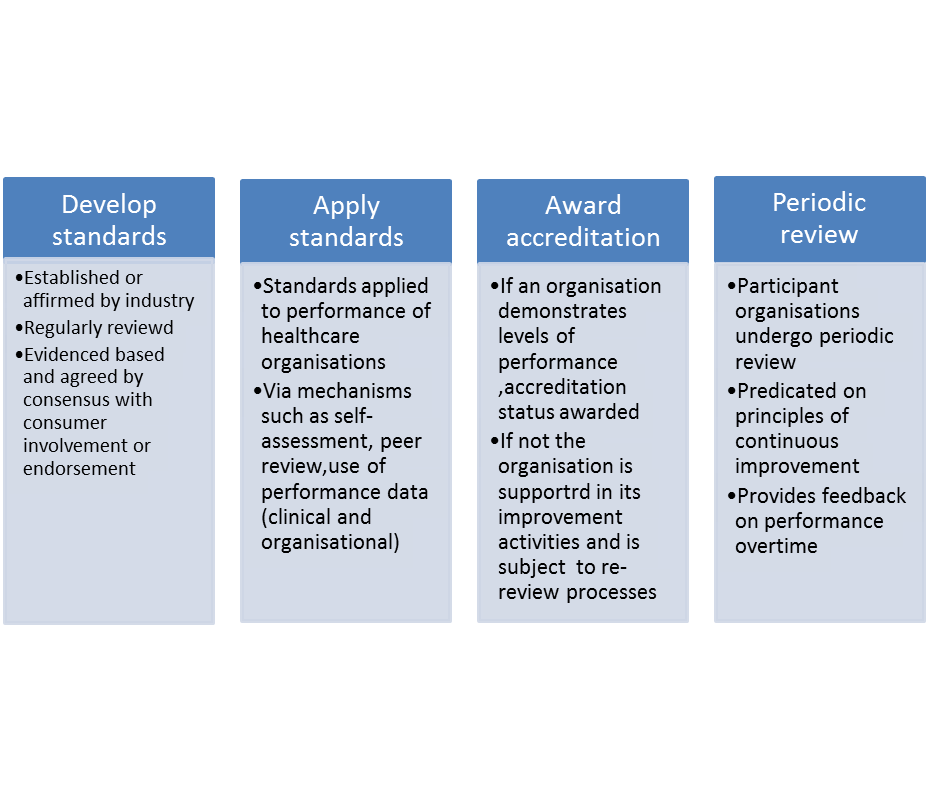 Develop
standards
•Established or
affirmed by industry
•Regularly reviewd
•Evidenced based
and agreed by
consensus with
consumer
involvement or
endorsement
Apply
standards
•Standards applied
to performance of
healthcare
organisations
•Via mechanisms
such as self-
assessment, peer
review,use of
performance data
(clinical and
organisational)
Award
accreditation
•If an organisation
demonstrates
levels of
performance
,accreditation
status awarded
•If not the
organisation is
supportrd in its
improvement
activities and is
subject  to re-
review processes
Periodic
review
•Participant
organisations
undergo periodic
review
•Predicated on
principles of
continuous
improvement
•Provides feedback
on performance
overtime